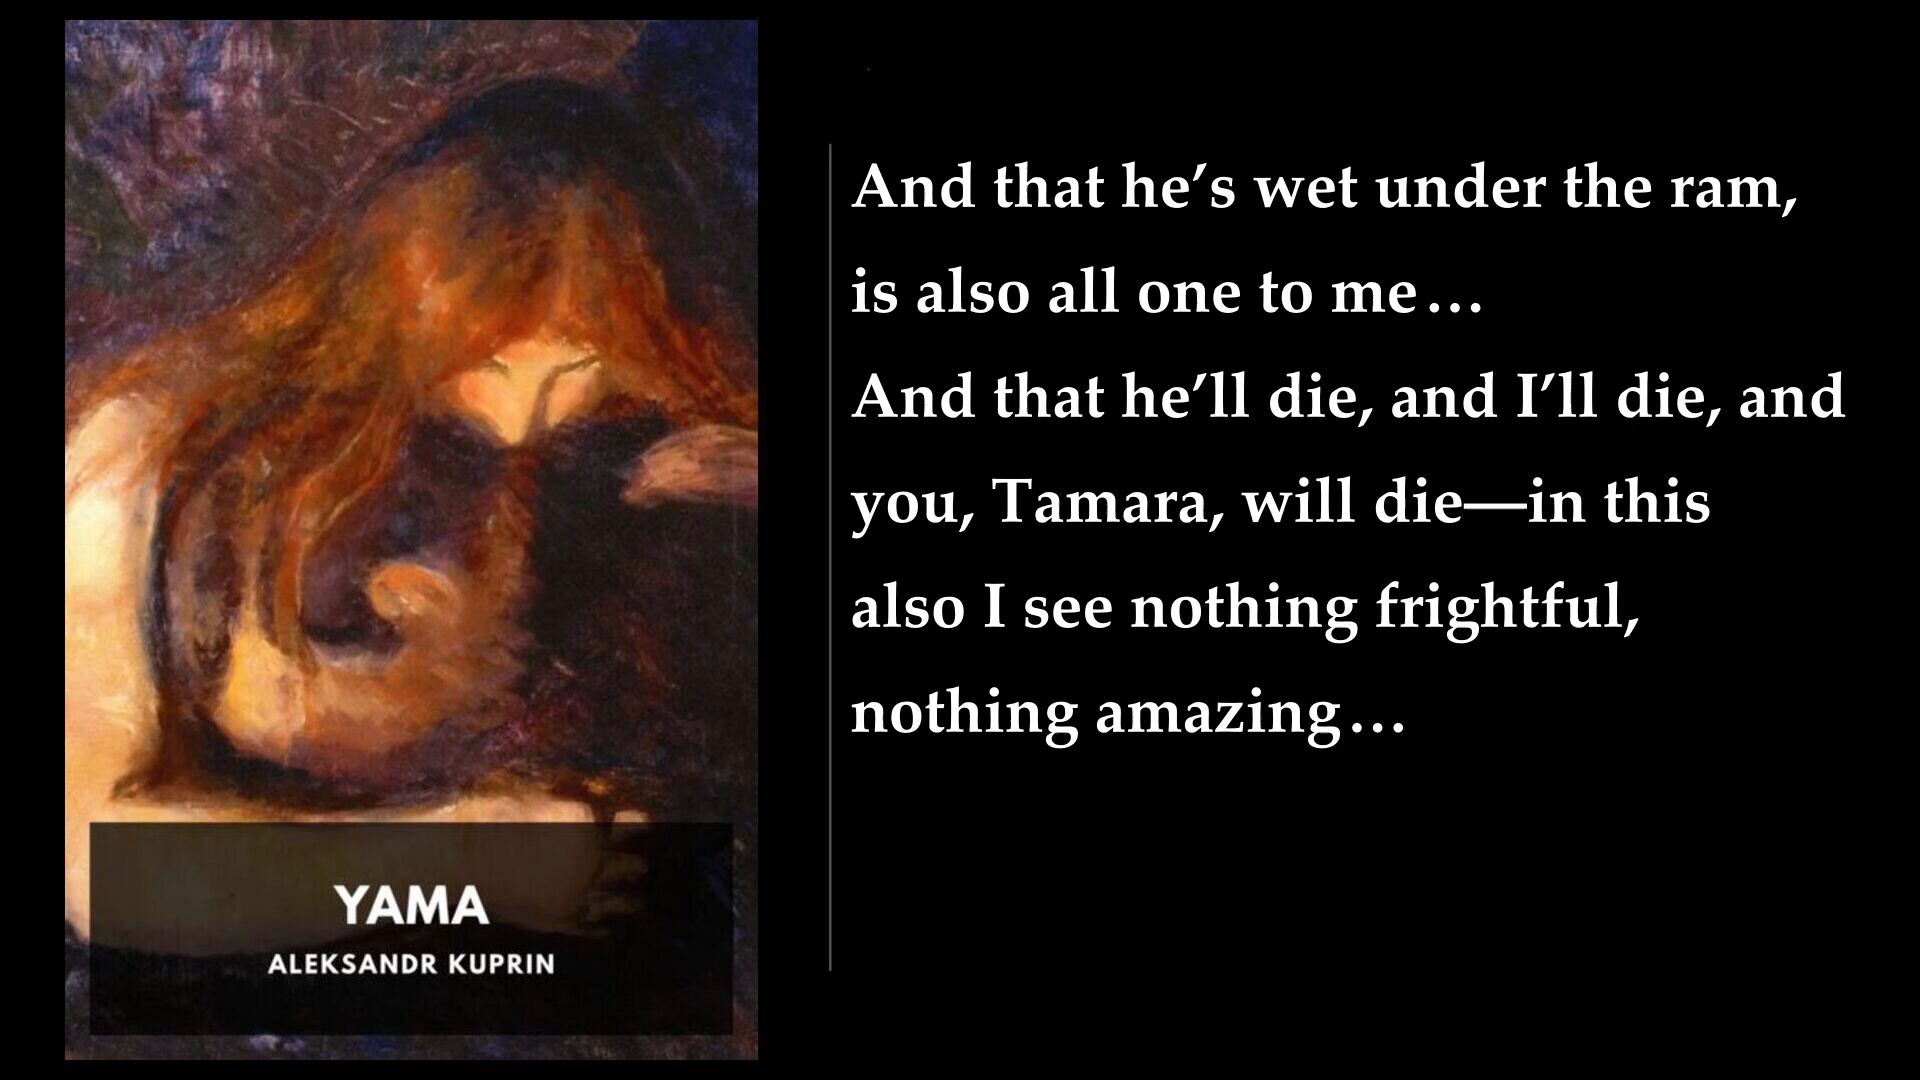 And that he’s wet under the ram,
is also all one to me…
And that he’ll die, and I’ll die, and
you, Tamara, will die—in this
also I see nothing frightful,
nothing amazing…
YAMA
ALEKSANDR KUPRIN